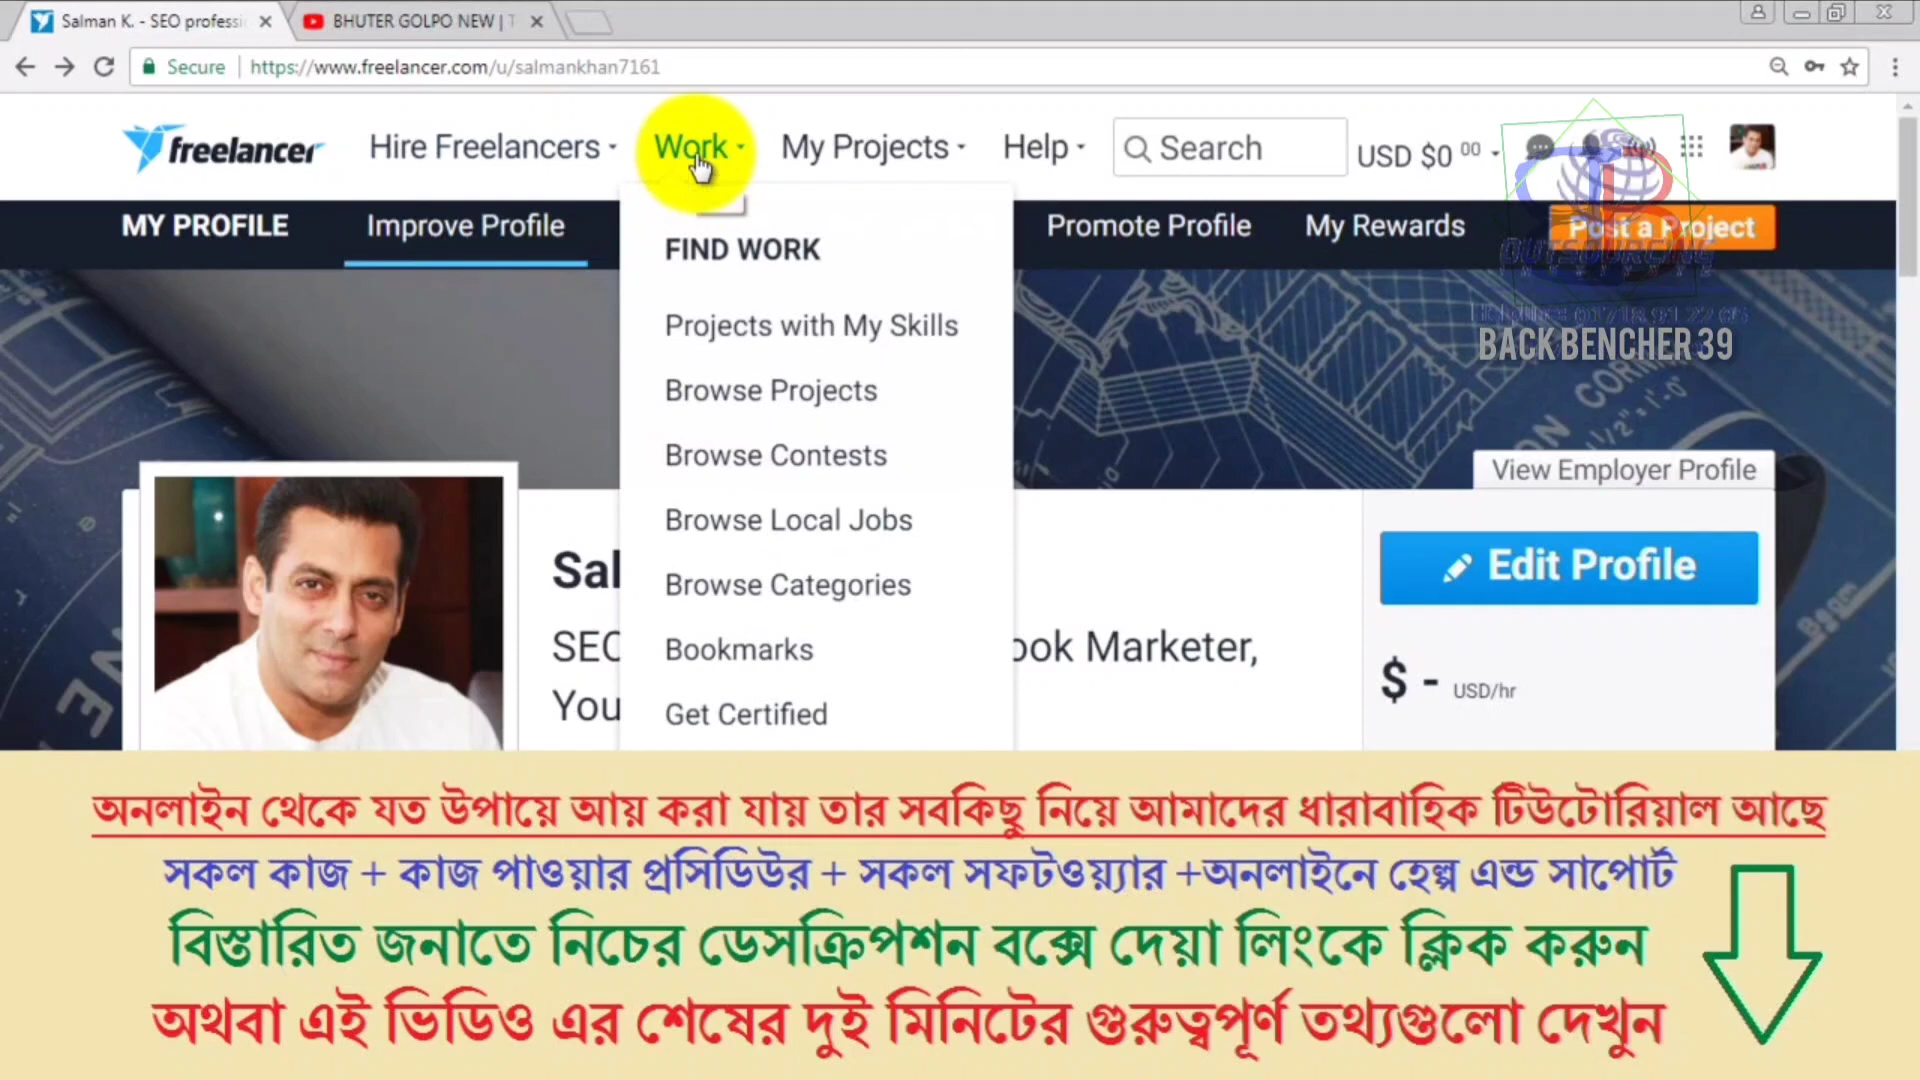 Salman K. - SEO professi
BHUTER GOLPO NEW | T
Secure
https://www.freelancer.com/u/salmankhan7161
freelancer
Hire Freelancers
Work
My Projects
Help
Search
USD $0 00
MY PROFILE
Improve Profile
Promote Profile
My Rewards
Post a Project
OUTSOURCING
BACK BENCHER 39
FIND WORK
Projects with My Skills
Browse Projects
Browse Contests
Browse Local Jobs
Browse Categories
Bookmarks
Get Certified
View Employer Profile
Edit Profile
Sal
SEO
ook Marketer,
You
$ - USD/hr
অনলাইন থেকে যত উপায়ে আয় করা যায় তার সবকিছু নিয়ে আমাদের ধারাবাহিক টিউটোরিয়াল আছে
সকল কাজ + কাজ পাওয়ার প্রসিডিউর + সকল সফটওয়্যার +অনলাইনে হেল্প এন্ড সাপোর্ট
বিস্তারিত জনাতে নিচের ডেসক্রিপশন বক্সে দেয়া লিংকে ক্লিক করুন
অথবা এই ভিডিও এর শেষের দুই মিনিটের গুরুত্বপূর্ণ তথ্যগুলো দেখুন